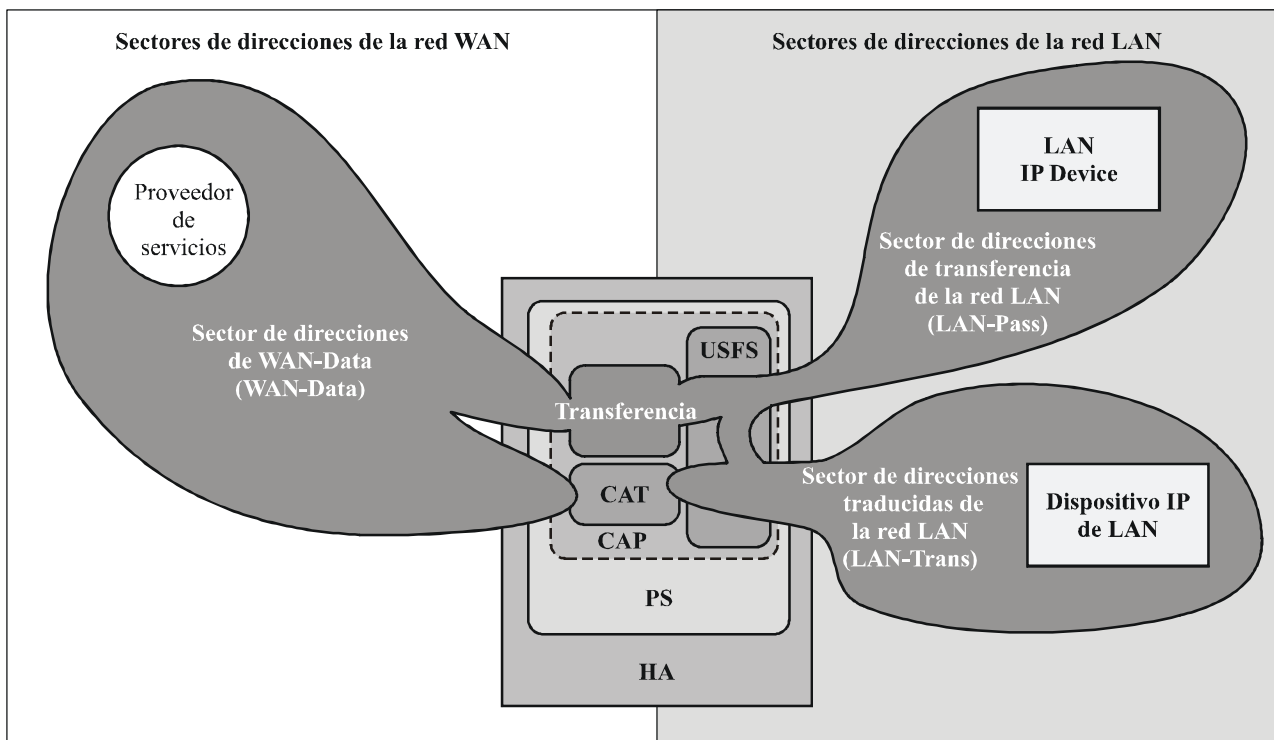 Sectores de direcciones de la red WAN
Sectores de direcciones de la red LAN
Proveedor
de
servicios
LAN
IP Device
Sector de direcciones
de transferencia
de la red LAN
(LAN-Pass)
Sector de direcciones
de WAN-Data
(WAN-Data)
USFS
Transferencia
CAT
CAP
PS
HA
Sector de direcciones
traducidas de
la red LAN
(LAN-Trans)
Dispositivo IP
de LAN